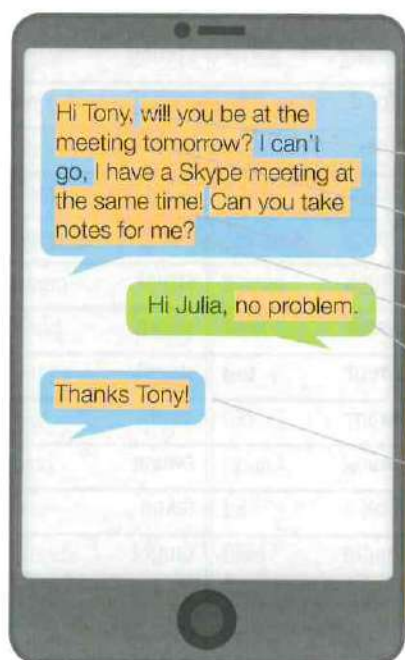 Hi Tony, will you be at the
meeting tomorrow? I can't
go, I have a Skype meeting at
the same time! Can you take
notes for me?
Hi Julia, no problem.
Thanks Tony!